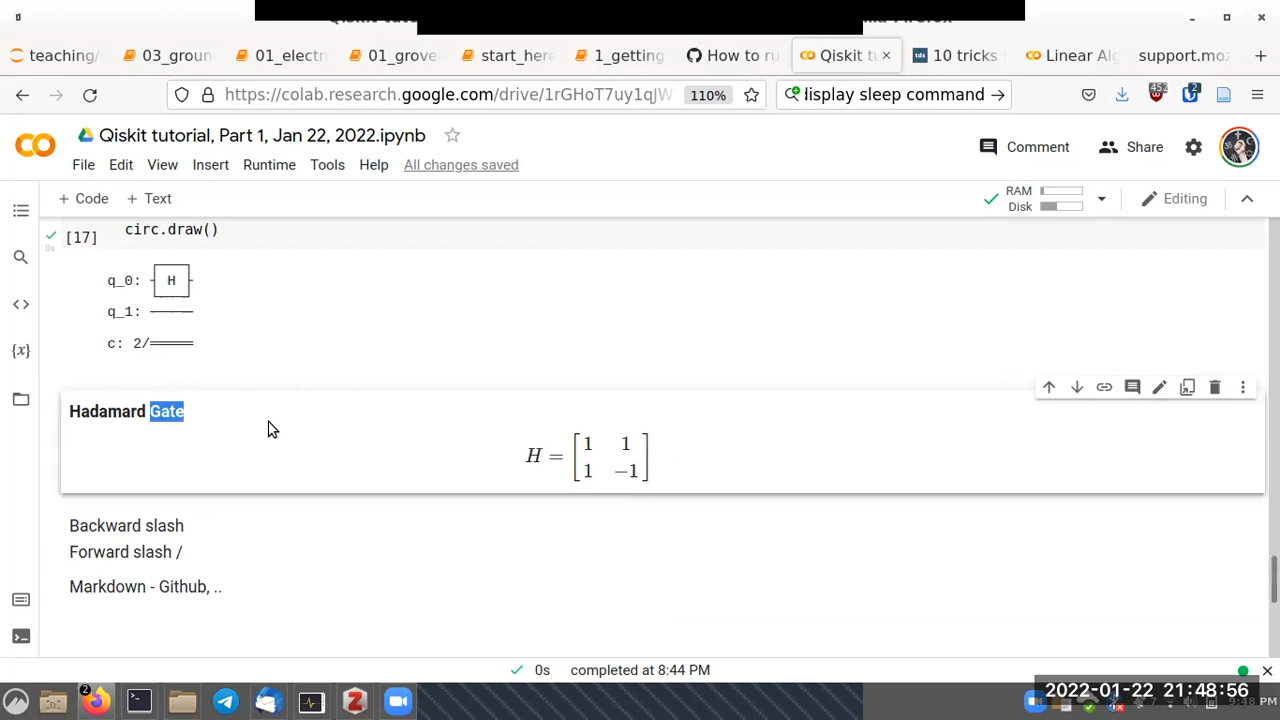 teaching/
03_groun
01_electr
01_grove
start_here
1_getting
How to ru
Qiskit tu
10 tricks
Linear Alg
support.moz
https://colab.research.google.com/drive/1rGHoT7uy1qJW
110%
display sleep command
Qiskit tutorial, Part 1, Jan 22, 2022.ipynb
File Edit View Insert Runtime Tools Help All changes saved
Comment
Share
+ Code + Text
RAM
Disk
Editing
[17] circ.draw()
q_0: H
q_1:
c: 2/
Hadamard Gate
H = [1 1
1 −1]
Backward slash
Forward slash /
Markdown - Github, ..
0s completed at 8:44 PM
2022-01-22 21:48:56